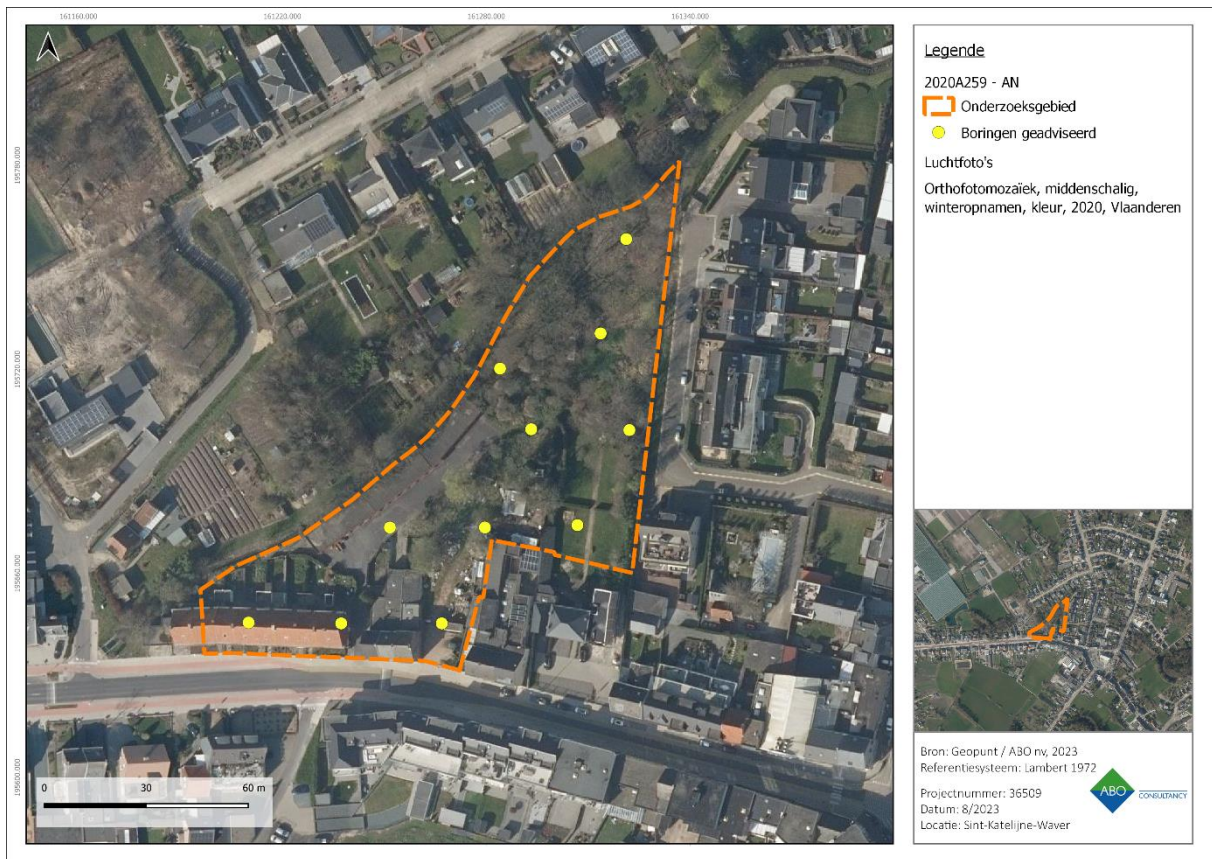 161160.000
161220.000
161280.000
161340.000
195780.000
195720.000
195660.000
195600.000
0 30 60 m
Legende
2020A259 - AN
Onderzoeksgebied
Boringen geadviseerd
Luchtfoto's
Orthofotomozaïek, middenschalig,
winteropnamen, kleur, 2020, Vlaanderen
Bron: Geopunt / ABO nv, 2023
Referentiesysteem: Lambert 1972
Projectnummer: 36509
Datum: 8/2023
Locatie: Sint-Katelijne-Waver
ABO
CONSULTANCY